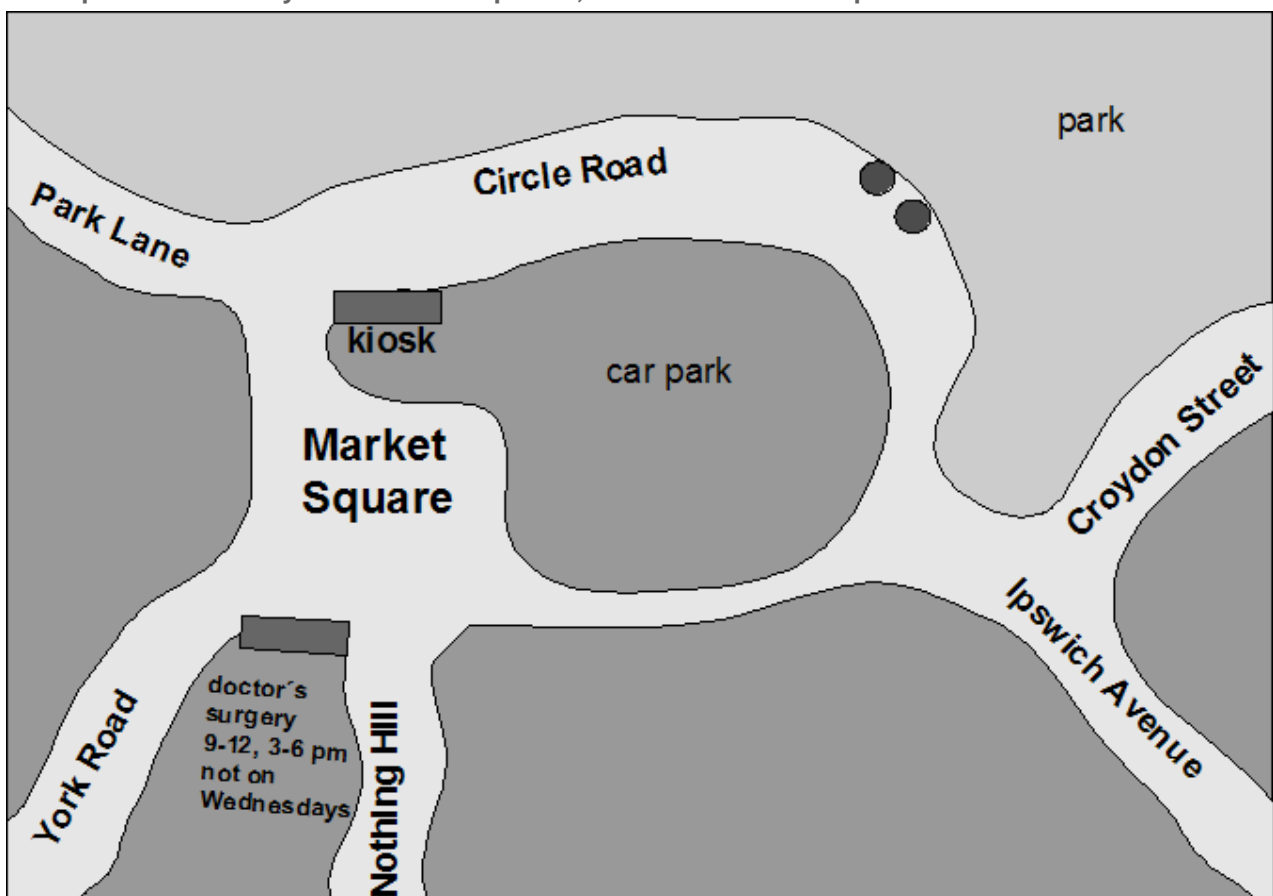 park
Circle Road
Park Lane
kiosk
car park
Market
Square
Croydon Street
Ipswich Avenue
doctor´s
surgery
9-12, 3-6 pm
not on
Wednesdays
York Road
Nothing Hill